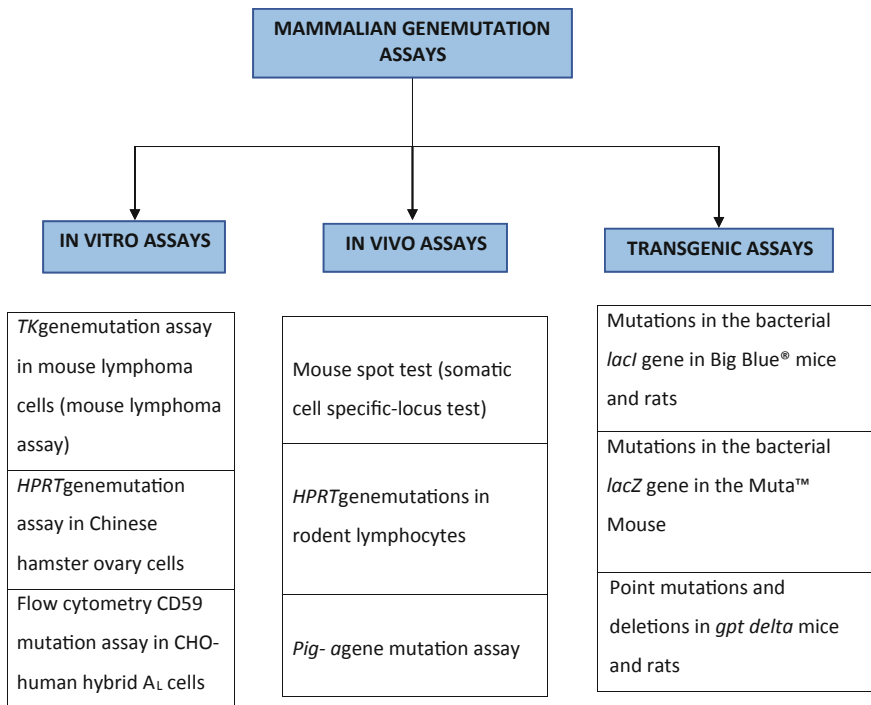 MAMMALIAN GENEMUTATION
ASSAYS
IN VITRO ASSAYS
IN VIVO ASSAYS
TRANSGENIC ASSAYS
TKgenemutation assay
in mouse lymphoma
cells (mouse lymphoma
assay)
HPRTgenemutation
assay in Chinese
hamster ovary cells
Flow cytometry CD59
mutation assay in CHO-
human hybrid AL cells
Mouse spot test (somatic
cell specific-locus test)
HPRTgenemutations in
rodent lymphocytes
Pig- agene mutation assay
Mutations in the bacterial
lacI gene in Big Blue® mice
and rats
Mutations in the bacterial
lacZ gene in the Muta™
Mouse
Point mutations and
deletions in gpt delta mice
and rats